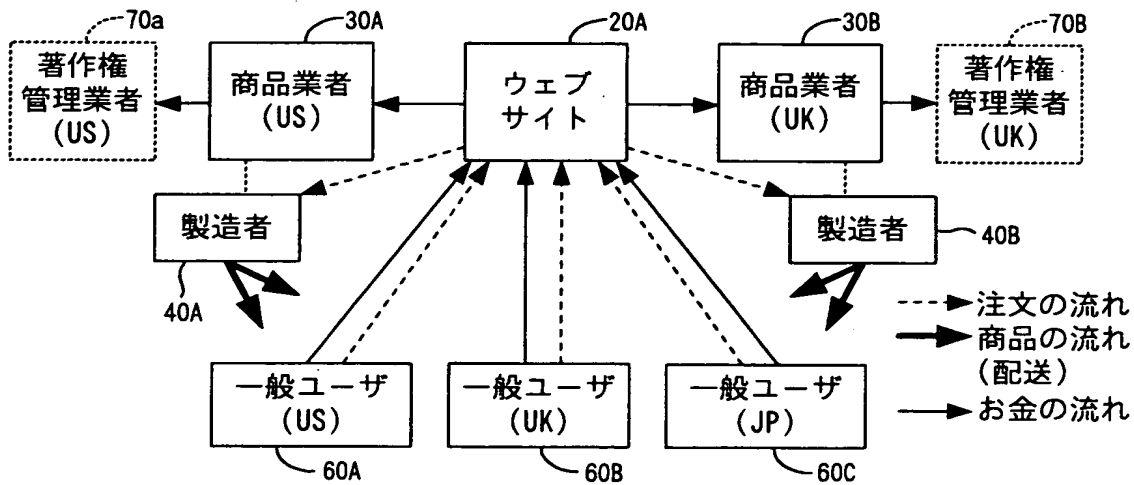 70a
30A
20A
30B
70B
著作権
管理業者
(US)
商品業者
(US)
ウェブ
サイト
商品業者
(UK)
著作権
管理業者
(UK)
製造者
40A
製造者
40B
注文の流れ
商品の流れ
(配送)
お金の流れ
一般ユーザ
(US)
一般ユーザ
(UK)
一般ユーザ
(JP)
60A
60B
60C